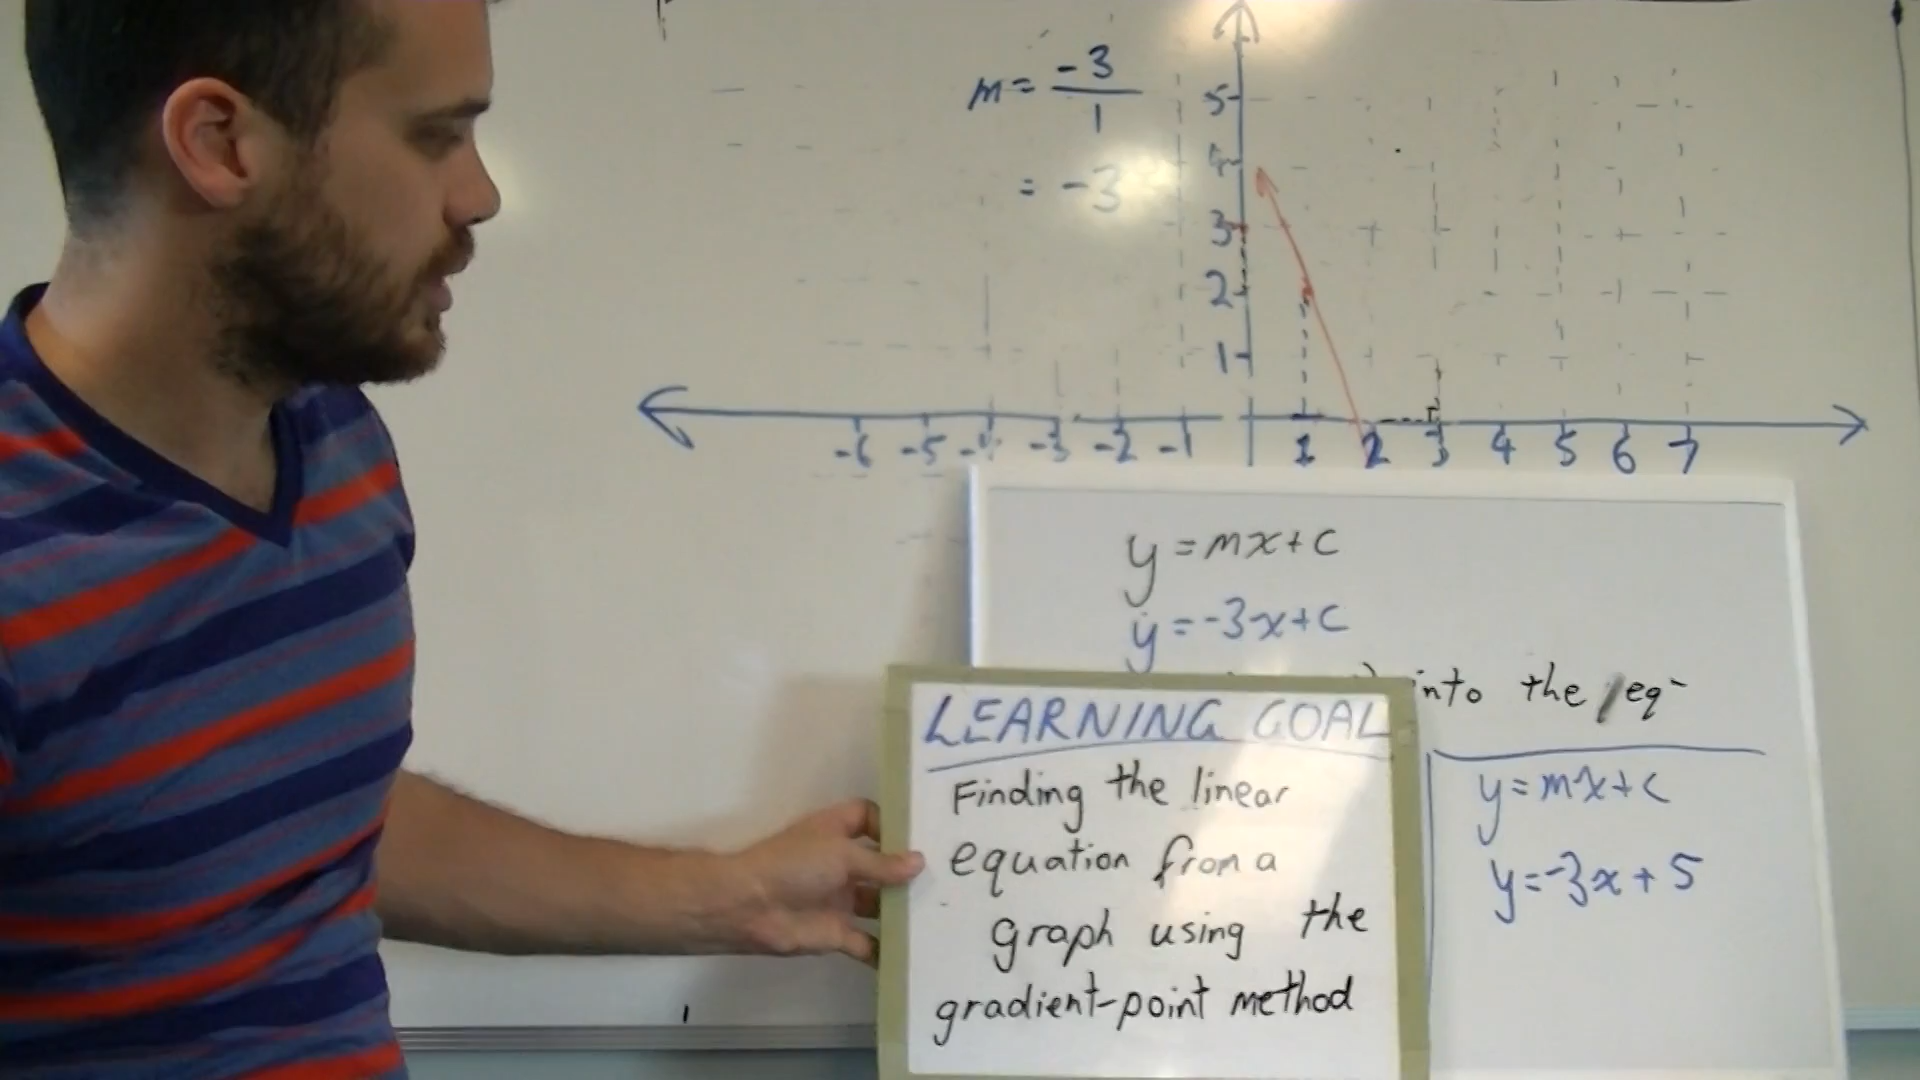 m = -3
1
= -3
5
4
3
2
1
-6 -5 -4 -3 -2 -1 1 2 3 4 5 6 7
y = mx + c
y = -3x + c
into the eqn
LEARNING GOAL
Finding the linear
equation from a
graph using the
gradient-point method
y = mx + c
y = -3x + 5